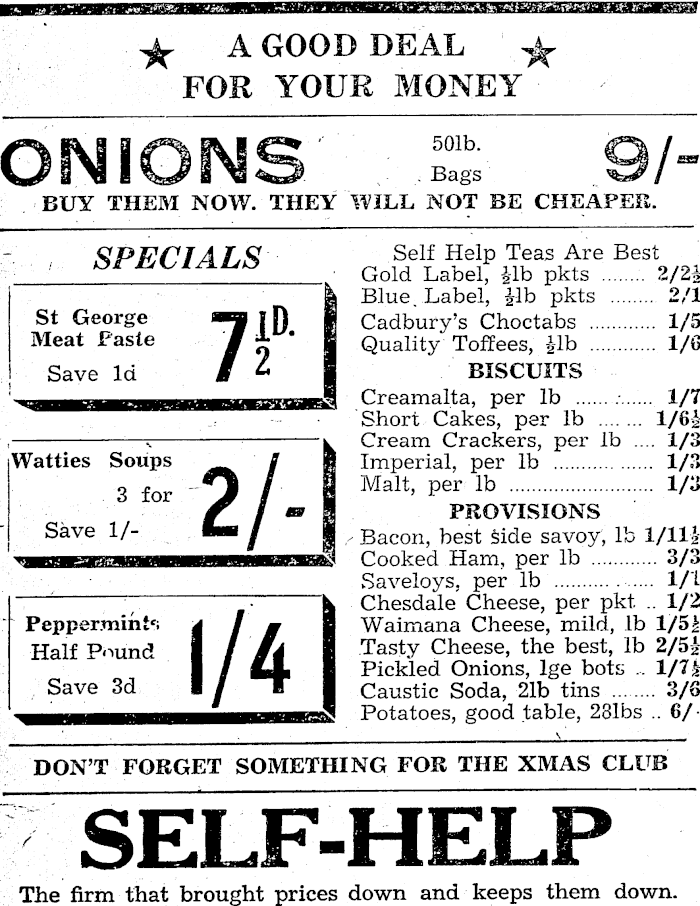 A GOOD DEAL
FOR YOUR MONEY
ONIONS 50lb. Bags 9/-
BUY THEM NOW. THEY WILL NOT BE CHEAPER.
SPECIALS
St George
Meat Paste
Save 1d
7½D.
Watties Soups
3 for
Save 1/-
2/-
Peppermints
Half Pound
Save 3d
1/4
Self Help Teas Are Best
Gold Label, ½lb pkts ........ 2/2½
Blue Label, ½lb pkts ........ 2/1
Cadbury's Choctabs ............ 1/5
Quality Toffees, ½lb ............ 1/6
BISCUITS
Creamalta, per lb ............... 1/7
Short Cakes, per lb ....... 1/6½
Cream Crackers, per lb .... 1/3
Imperial, per lb .................. 1/3
Malt, per lb .......................... 1/3
PROVISIONS
Bacon, best side savoy, lb 1/11½
Cooked Ham, per lb ............ 3/3
Saveloys, per lb .................. 1/1
Chesdale Cheese, per pkt .. 1/2
Waimana Cheese, mild, lb 1/5½
Tasty Cheese, the best, lb 2/5½
Pickled Onions, lge bots .. 1/7½
Caustic Soda, 2lb tins ........ 3/6
Potatoes, good table, 28lbs .. 6/-
DON'T FORGET SOMETHING FOR THE XMAS CLUB
SELF-HELP
The firm that brought prices down and keeps them down.